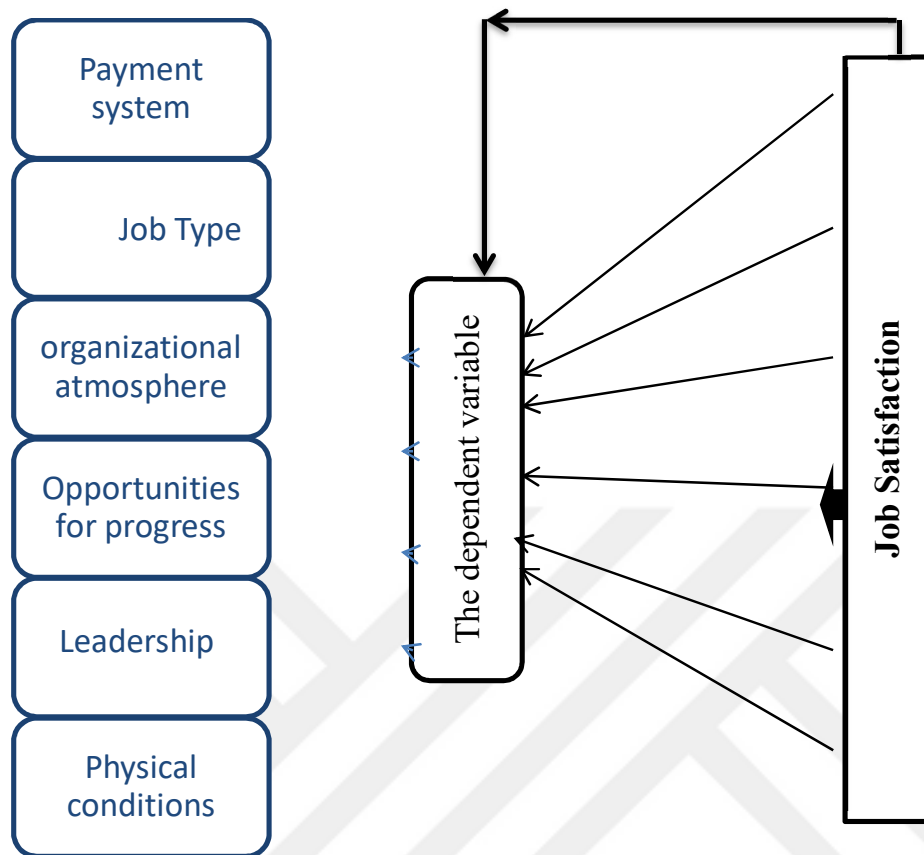 Payment
system
Job Type
organizational
atmosphere
Opportunities
for progress
Leadership
Physical
conditions
The dependent variable
Job Satisfaction